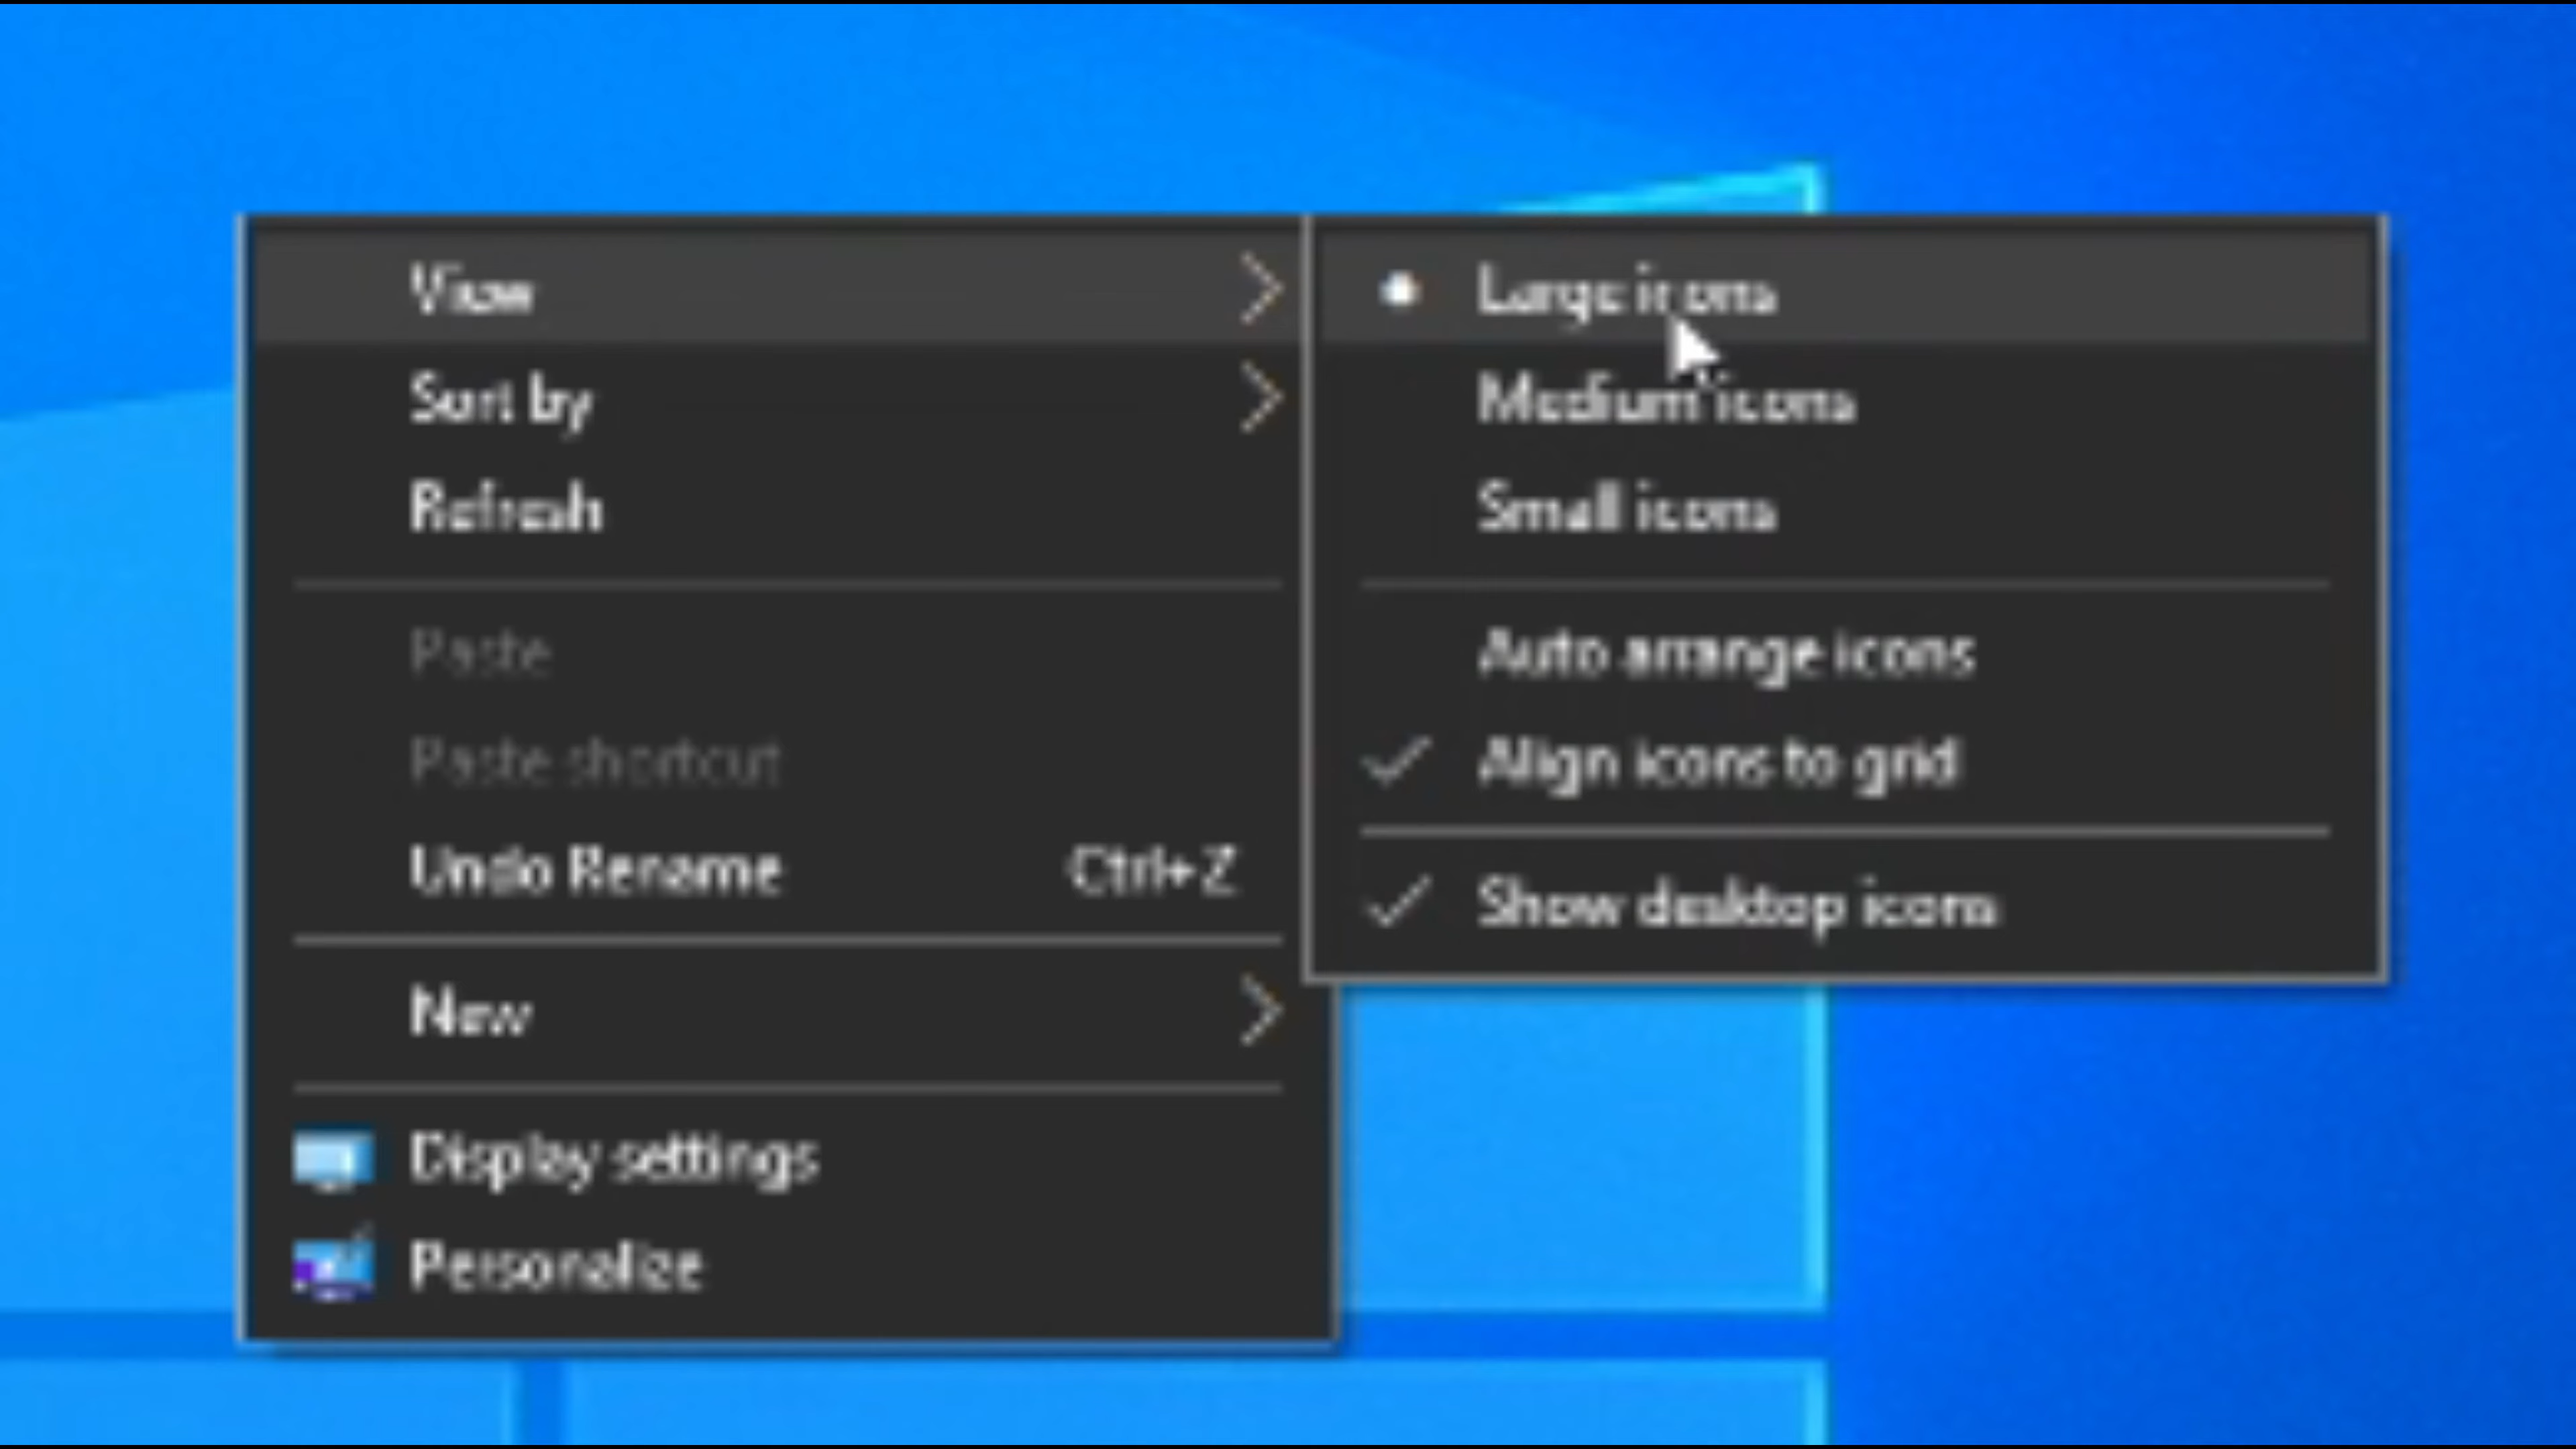 View
Sort by
Refresh
Paste
Paste shortcut
Undo Rename Ctrl+Z
New
Display settings
Personalize
Large icons
Medium icons
Small icons
Auto arrange icons
Align icons to grid
Show desktop icons